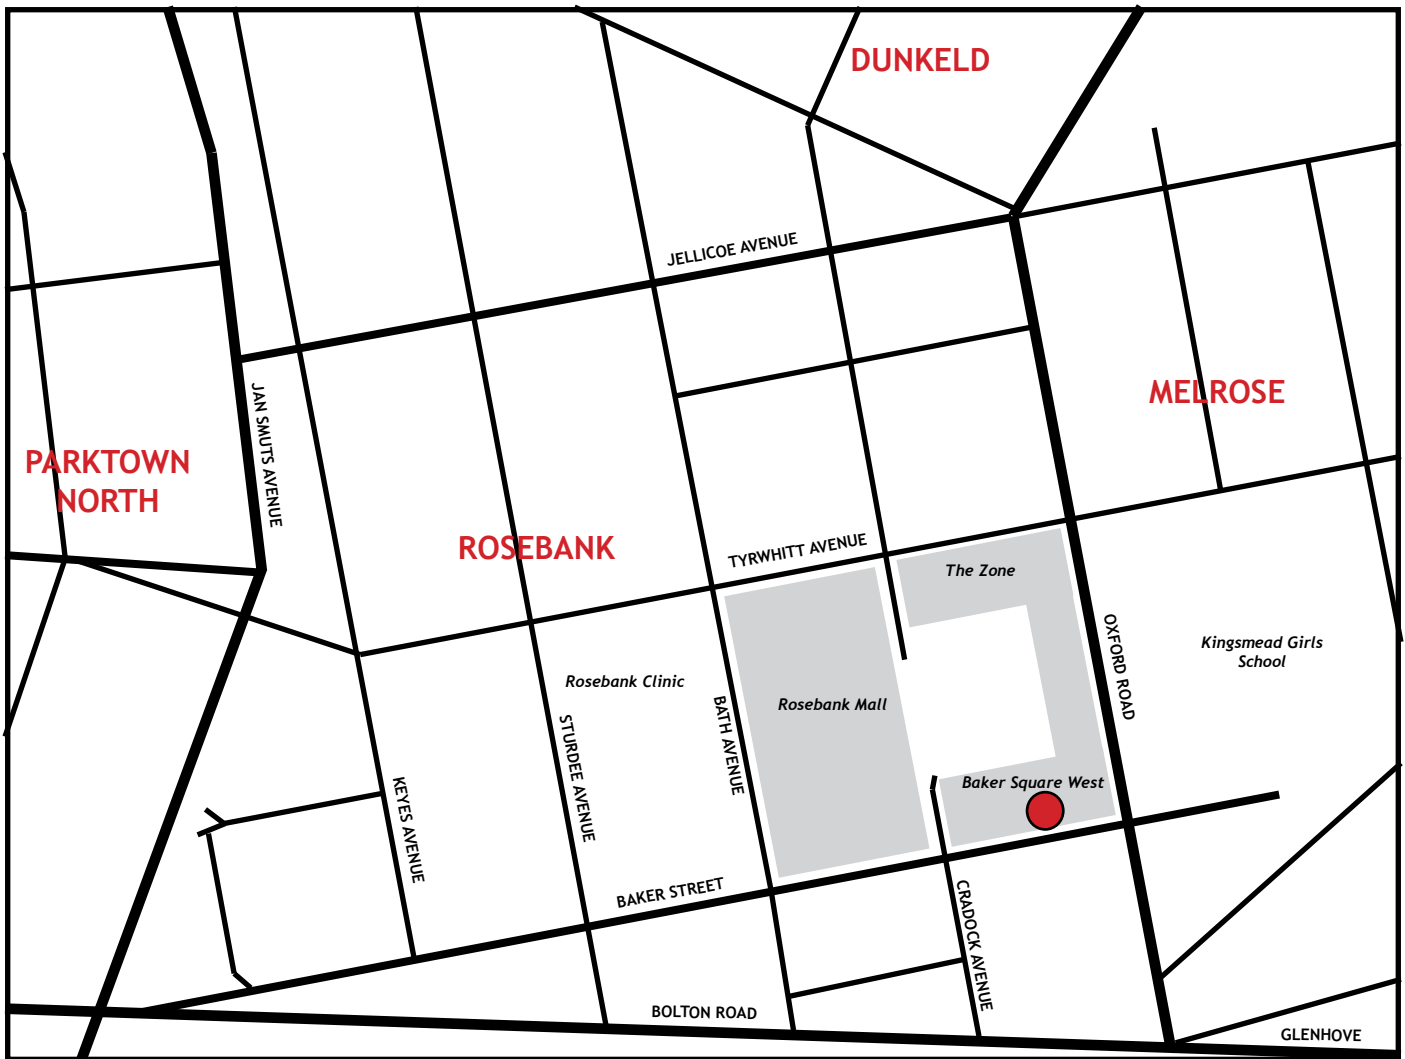 DUNKELD
JELLICOE AVENUE
MELROSE
JAN SMUTS AVENUE
PARKTOWN
NORTH
ROSEBANK
TYRWHITT AVENUE
The Zone
OXFORD ROAD
Kingsmead Girls
School
Rosebank Clinic
Rosebank Mall
BATH AVENUE
STURDEE AVENUE
KEYES AVENUE
Baker Square West
BAKER STREET
CRADOCK AVENUE
BOLTON ROAD
GLENHOVE